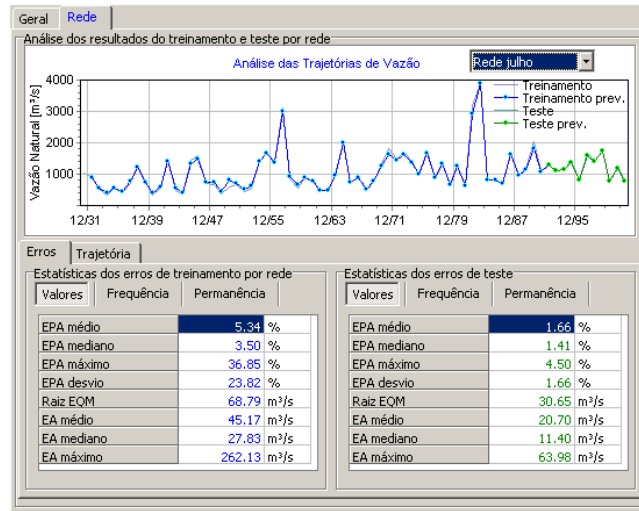 Geral Rede
Análise dos resultados do treinamento e teste por rede
Análise das Trajetórias de Vazão
Rede julho
Vazão Natural [m³/s]
4000
3000
2000
1000
Treinamento
Treinamento prev.
Teste
Teste prev.
12/31 12/39 12/47 12/55 12/63 12/71 12/79 12/87 12/95
Erros Trajetória
Estatísticas dos erros de treinamento por rede
Valores Frequência Permanência
EPA médio 5.34 %
EPA mediano 3.50 %
EPA máximo 36.85 %
EPA desvio 23.82 %
Raiz EQM 68.79 m³/s
EA médio 45.17 m³/s
EA mediano 27.83 m³/s
EA máximo 262.13 m³/s
Estatísticas dos erros de teste
Valores Frequência Permanência
EPA médio 1.66 %
EPA mediano 1.41 %
EPA máximo 4.50 %
EPA desvio 1.66 %
Raiz EQM 30.65 m³/s
EA médio 20.70 m³/s
EA mediano 11.40 m³/s
EA máximo 63.98 m³/s